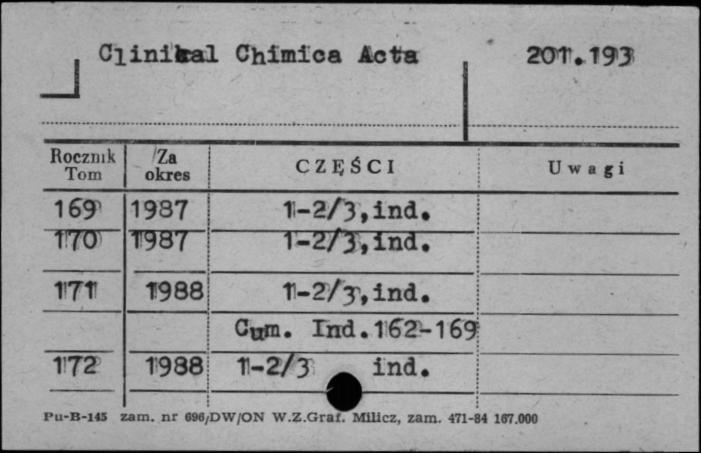 Clinikal Chimica Acta 201.193
Rocznik Tom Za okres CZĘŚCI Uwagi
169 1987 1-2/3,ind.
170 1987 1-2/3,ind.
171 1988 1-2/3,ind.
Cum. Ind.162-169
172 1988 1-2/3 ind.
Pu-B-145 zam. nr 696/DW/ON W.Z.Graf. Milicz, zam. 471-84 167.000